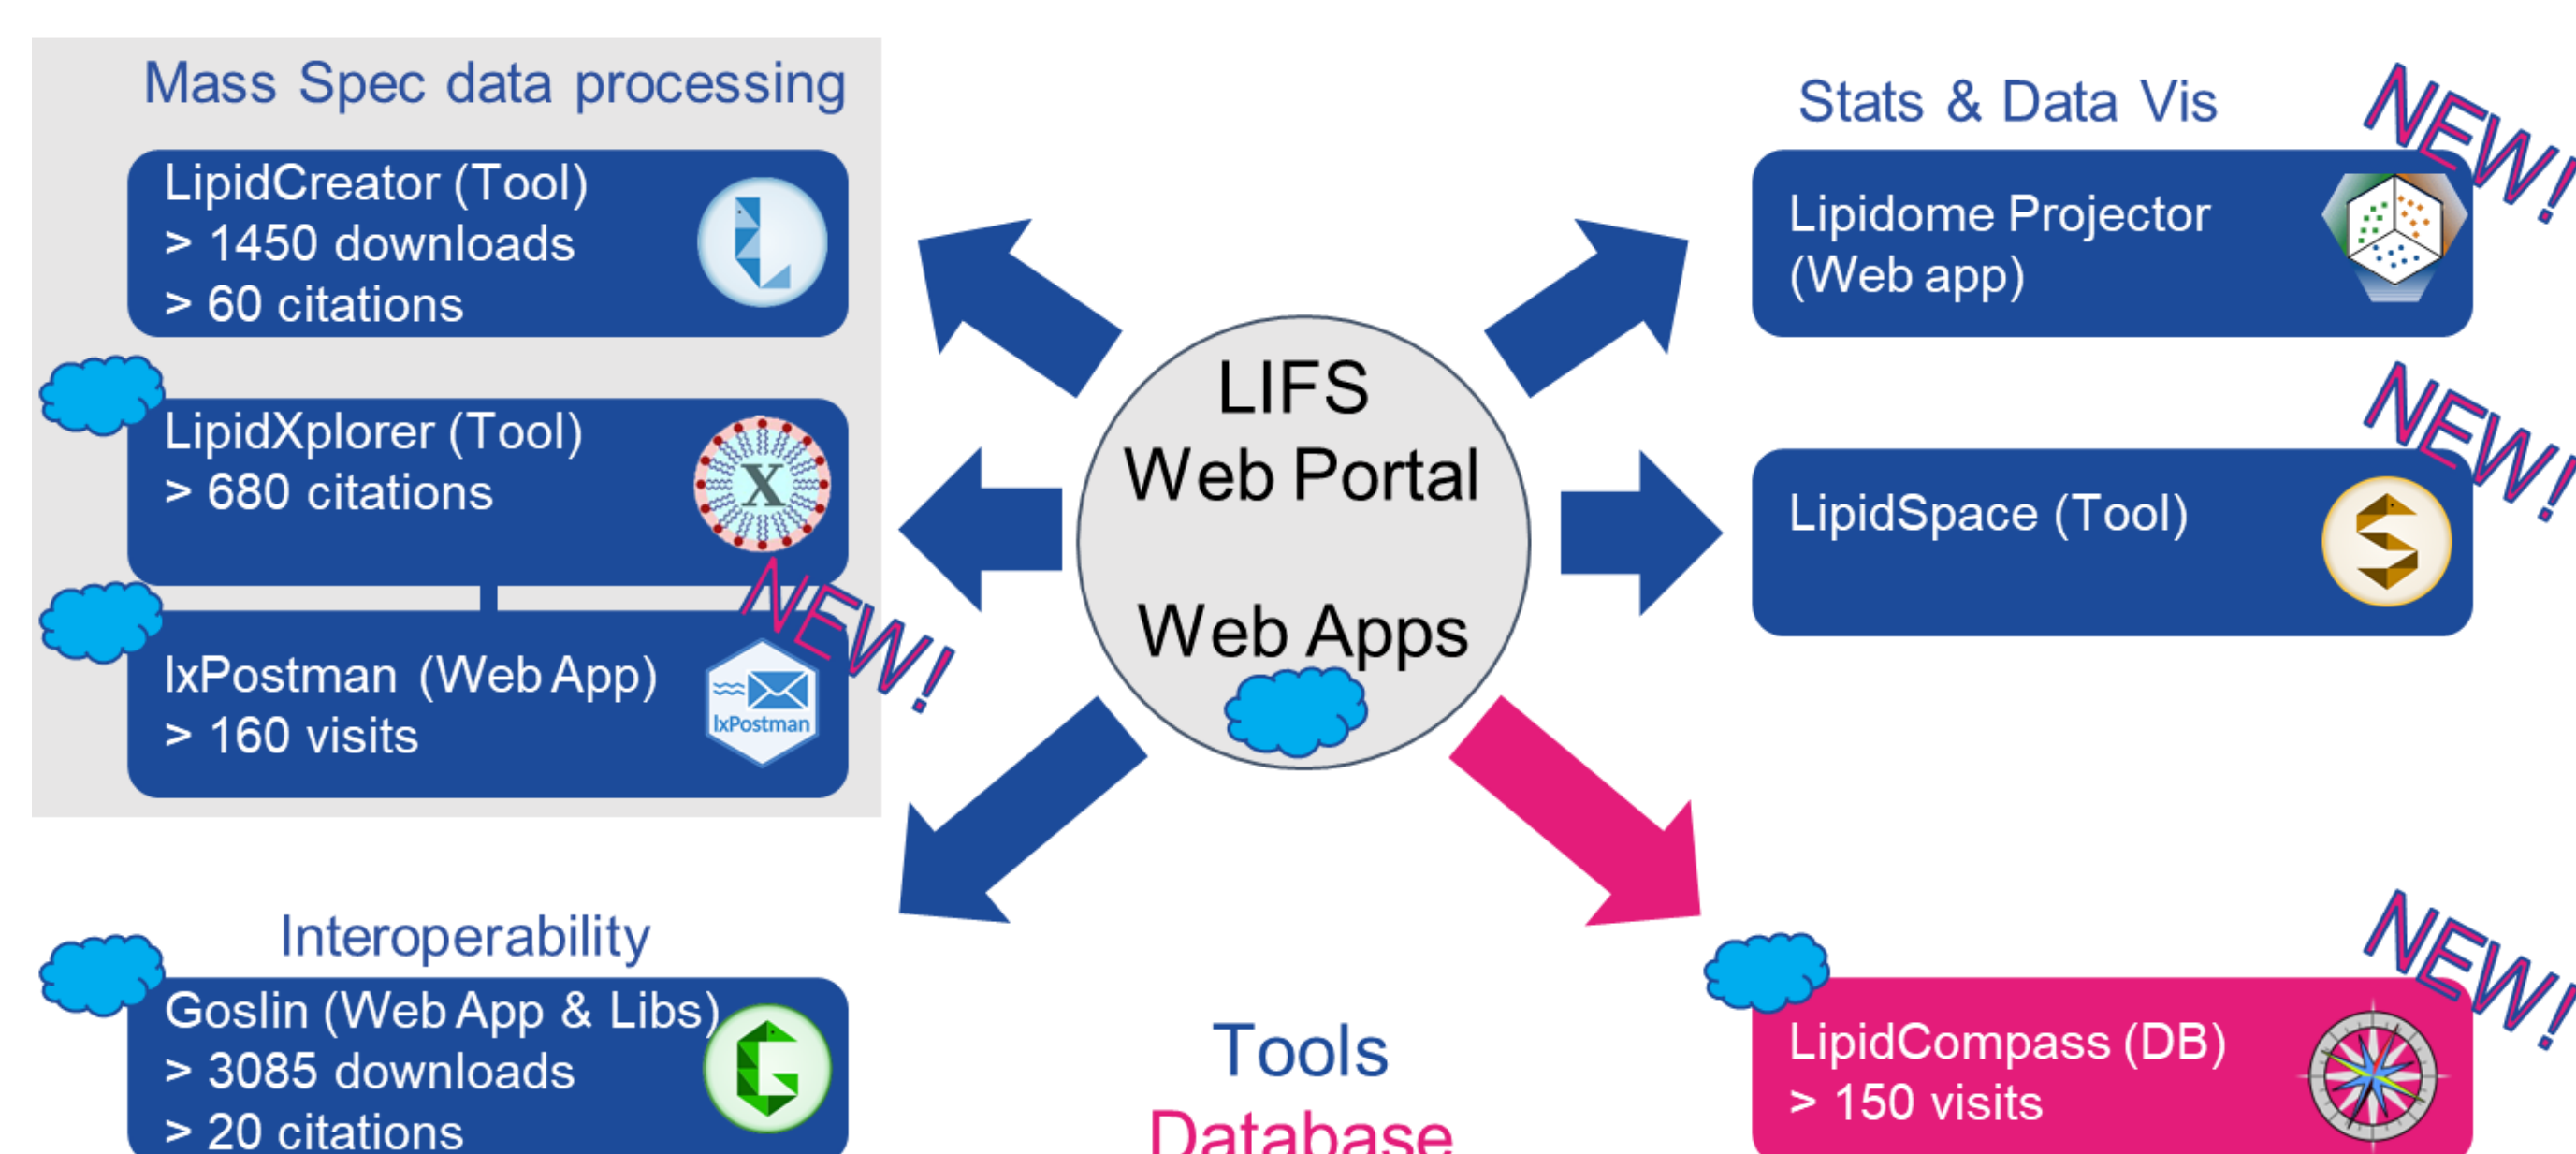 Mass Spec data processing
LipidCreator (Tool)
> 1450 downloads
> 60 citations
LipidXplorer (Tool)
> 680 citations
X
NEW!
lxPostman (Web App)
> 160 visits
lxPostman
Interoperability
Goslin (Web App & Libs)
> 3085 downloads
> 20 citations
LIFS
Web Portal
Web Apps
Tools
Database
Stats & Data Vis
NEW!
Lipidome Projector
(Web app)
NEW!
LipidSpace (Tool)
NEW!
LipidCompass (DB)
> 150 visits